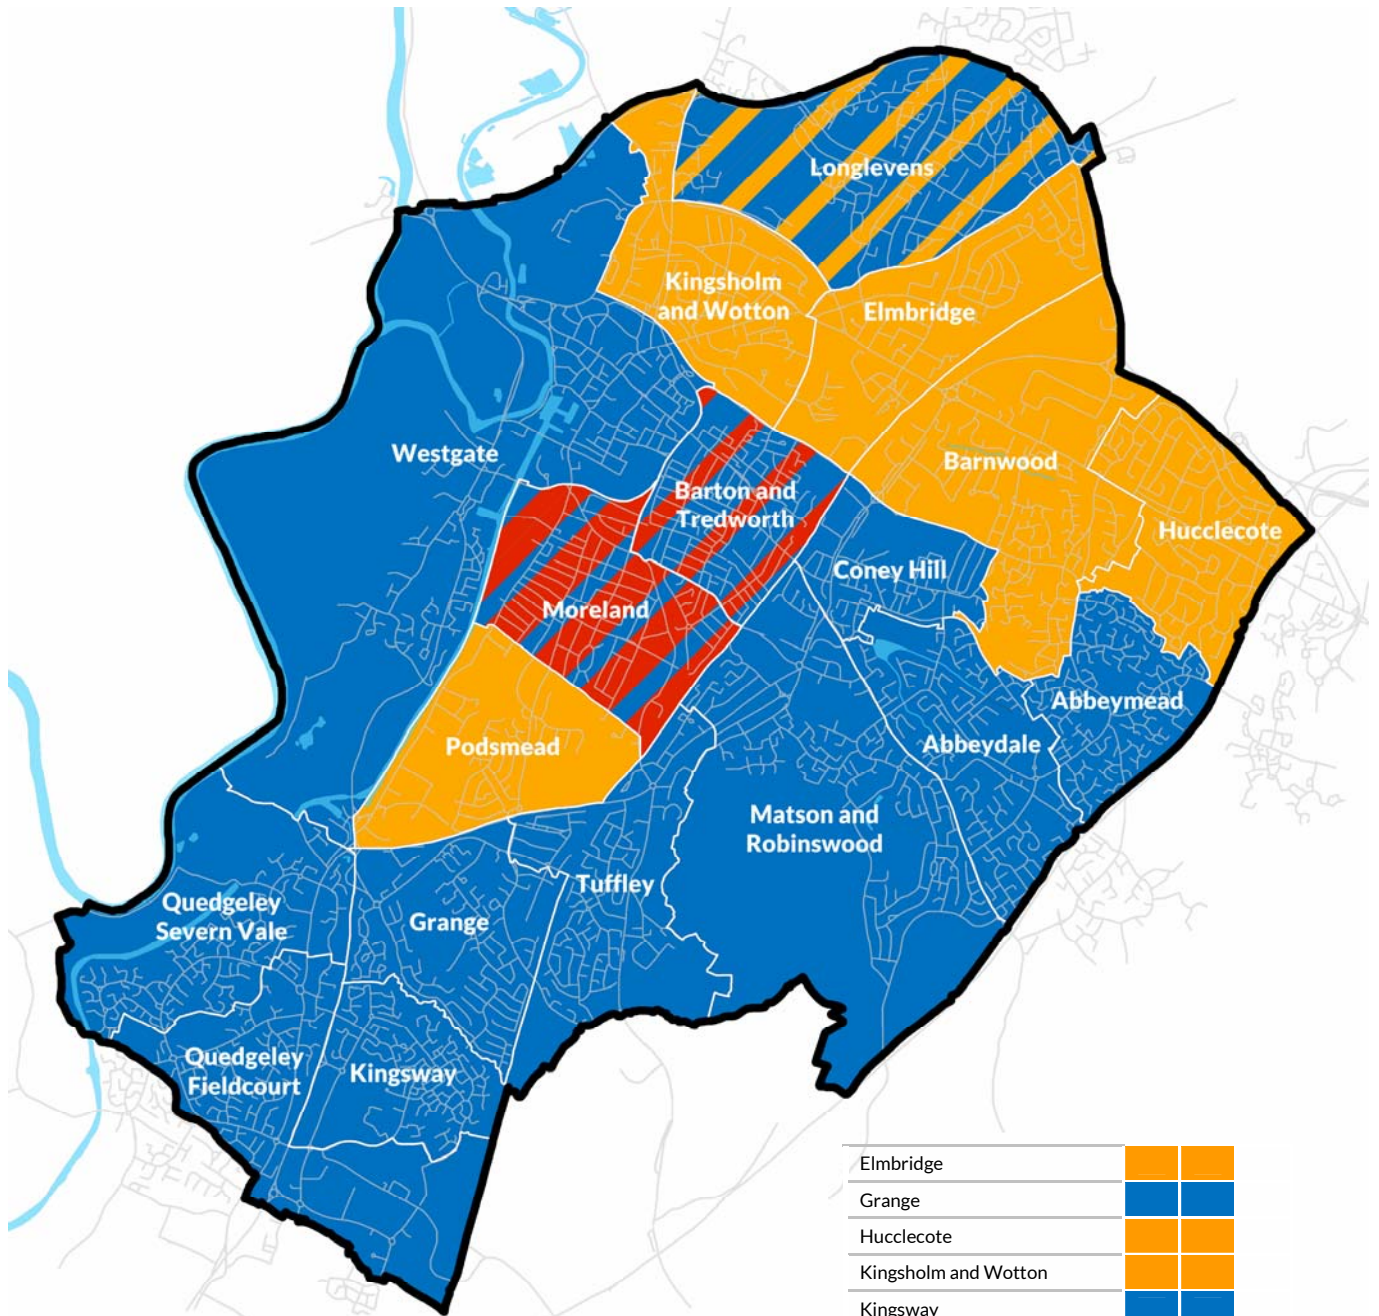 Longlevens
Kingsholm
and Wotton
Elmbridge
Westgate
Barnwood
Barton and
Tredworth
Hucclecote
Coney Hill
Moreland
Abbeymead
Podsmead
Abbeydale
Matson and
Robinswood
Tuffley
Quedgeley
Severn Vale
Grange
Quedgeley
Fieldcourt
Kingsway
Elmbridge
Grange
Hucclecote
Kingsholm and Wotton
Kingsway